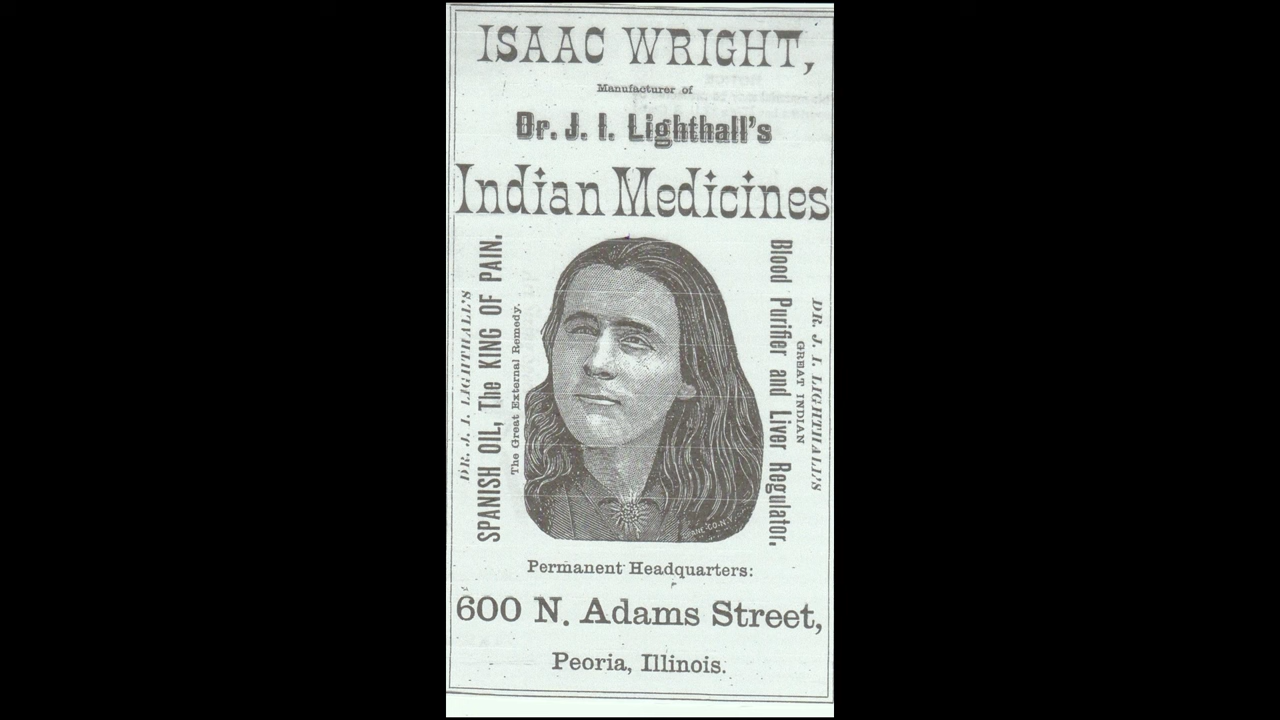 ISAAC WRIGHT,
Manufacturer of
Dr. J. I. Lighthall's
Indian Medicines
DR. J. I. LIGHTHALL'S
SPANISH OIL, The KING OF PAIN.
The Great External Remedy.
DR. J. I. LIGHTHALL'S
GREAT INDIAN
Blood Purifier and Liver Regulator.
Permanent Headquarters:
600 N. Adams Street,
Peoria, Illinois.